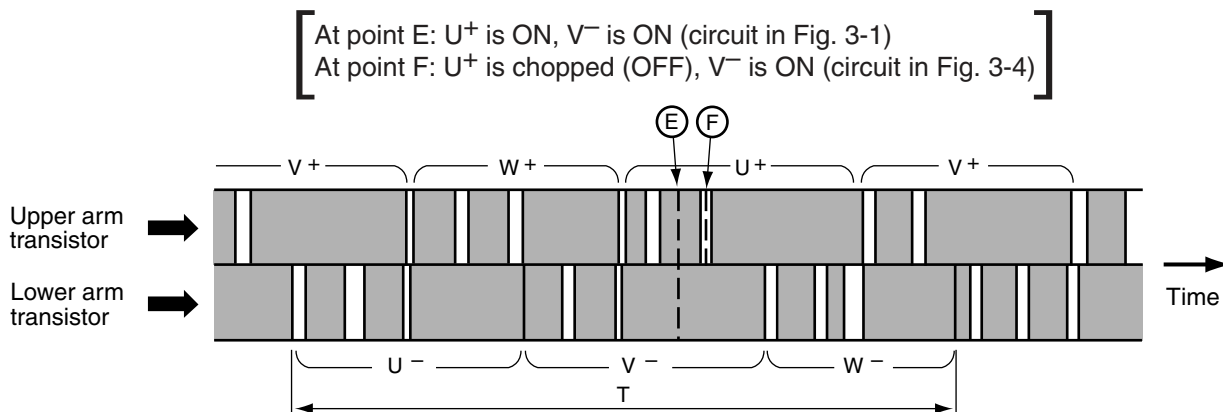 At point E: U+ is ON, V− is ON (circuit in Fig. 3-1)
At point F: U+ is chopped (OFF), V− is ON (circuit in Fig. 3-4)
E F
V+ W+ U+ V+
Upper arm
transistor
Lower arm
transistor
Time
U− V− W−
T